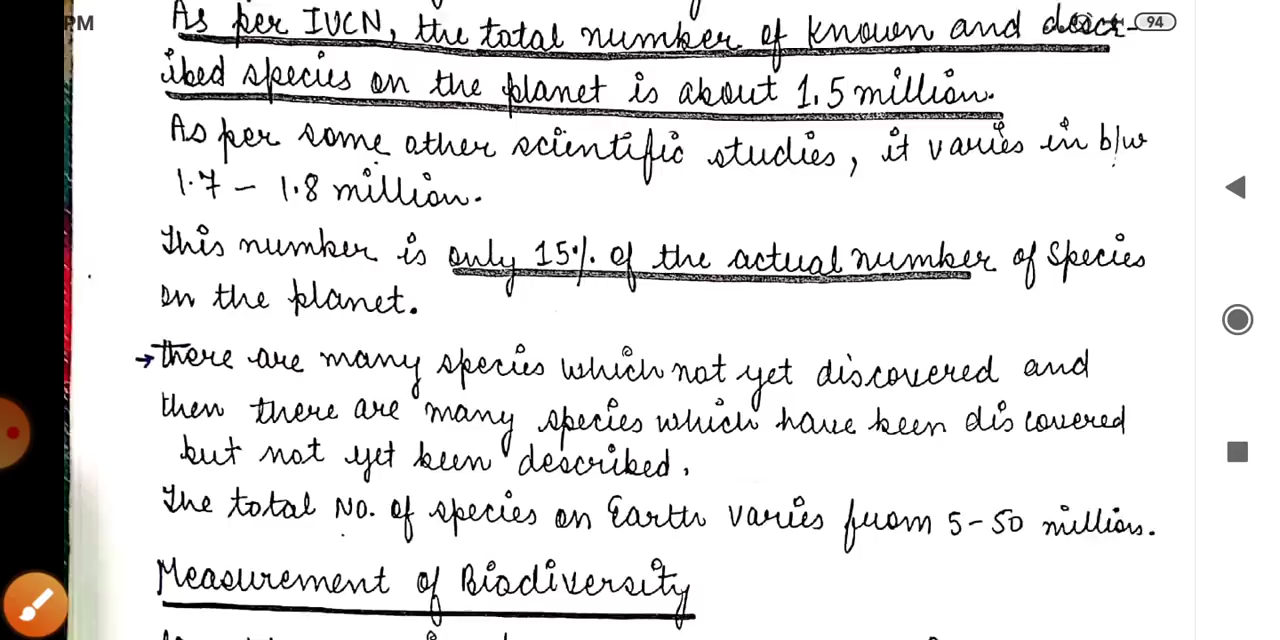 PM
94
As per IUCN, the total number of known and descr-
ibed species on the planet is about 1.5 million.
As per some other scientific studies, it varies in b/w
1.7 - 1.8 million.
This number is only 15% of the actual number of species
on the planet.
→ There are many species which not yet discovered and
then there are many species which have been discovered
but not yet been described.
The total No. of species on Earth varies from 5-50 million.
Measurement of Biodiversity